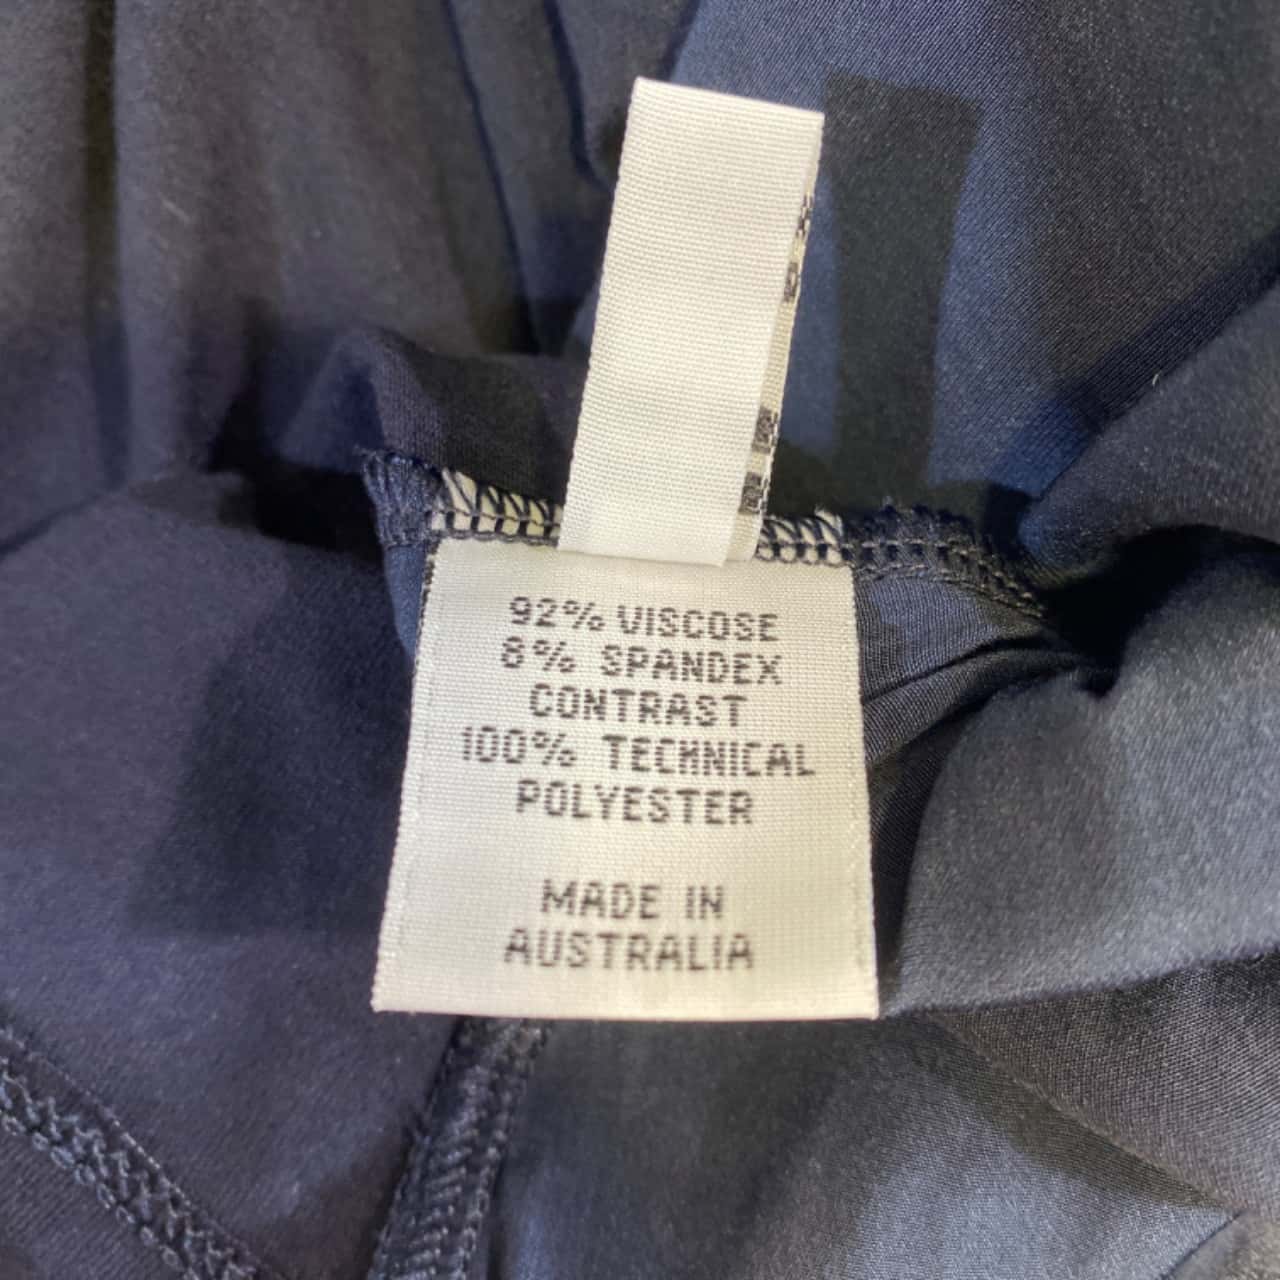 92% VISCOSE
8% SPANDEX
CONTRAST
100% TECHNICAL
POLYESTER
MADE IN
AUSTRALIA